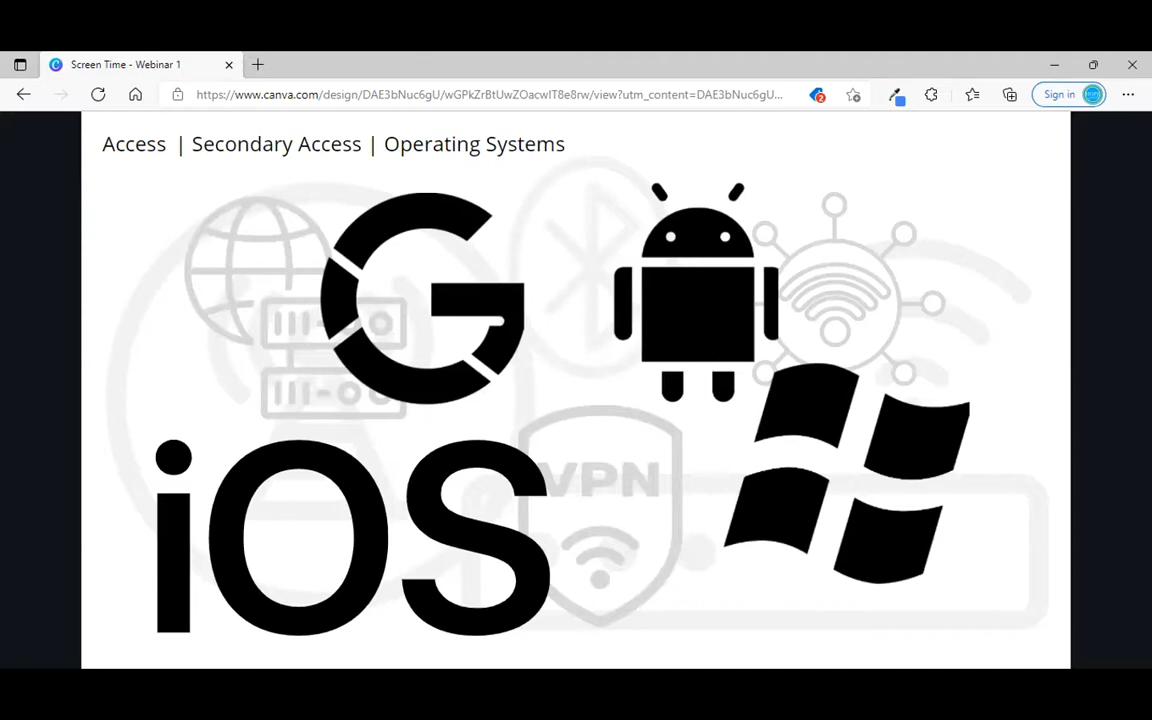 Screen Time - Webinar 1
https://www.canva.com/design/DAE3bNuc6gU/wGPkZrBtUwZOacwIT8e8rw/view?utm_content=DAE3bNuc6gU...
2
Sign in
Access | Secondary Access | Operating Systems
G
VPN
iOS